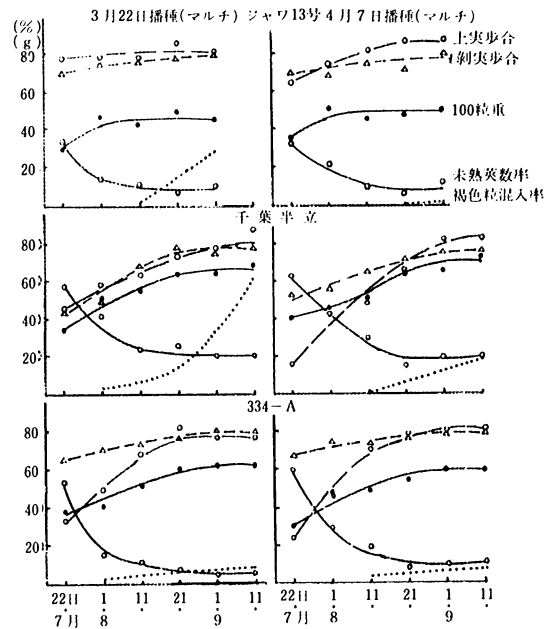 3月22日播種(マルチ) ジャワ13号 4月7日播種(マルチ)
(%)
(g)
80
60
40
20
上実歩合
剝実歩合
100粒重
未熟莢数率
褐色粒混入率
千葉半立
80
60
40
20
334-A
80
60
40
20
22日 1 11 21 1 11 22日 1 11 21 1 11
7月 8 9 7月 8 9